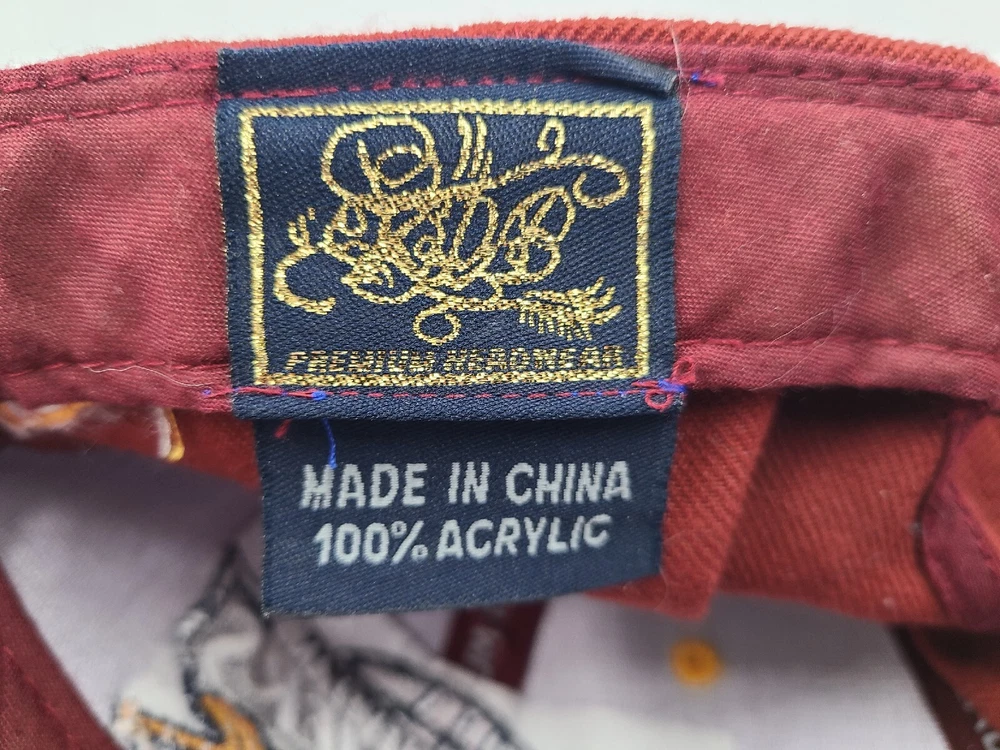 PREMIUM HEADWEAR
MADE IN CHINA
100% ACRYLIC